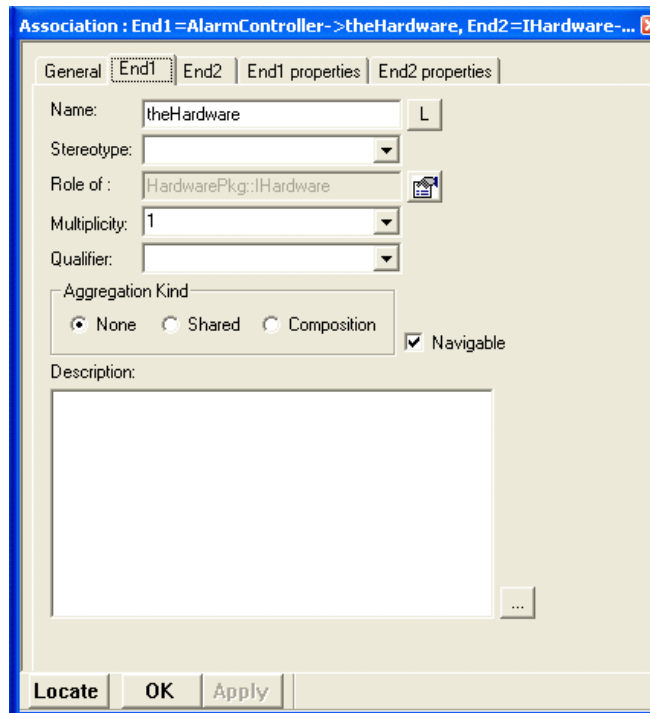 Association : End1=AlarmController->theHardware, End2=IHardware-...
General End1 End2 End1 properties End2 properties
Name: theHardware L
Stereotype:
Role of : HardwarePkg::IHardware
Multiplicity: 1
Qualifier:
Aggregation Kind
None Shared Composition
Navigable
Description:
...
Locate OK Apply